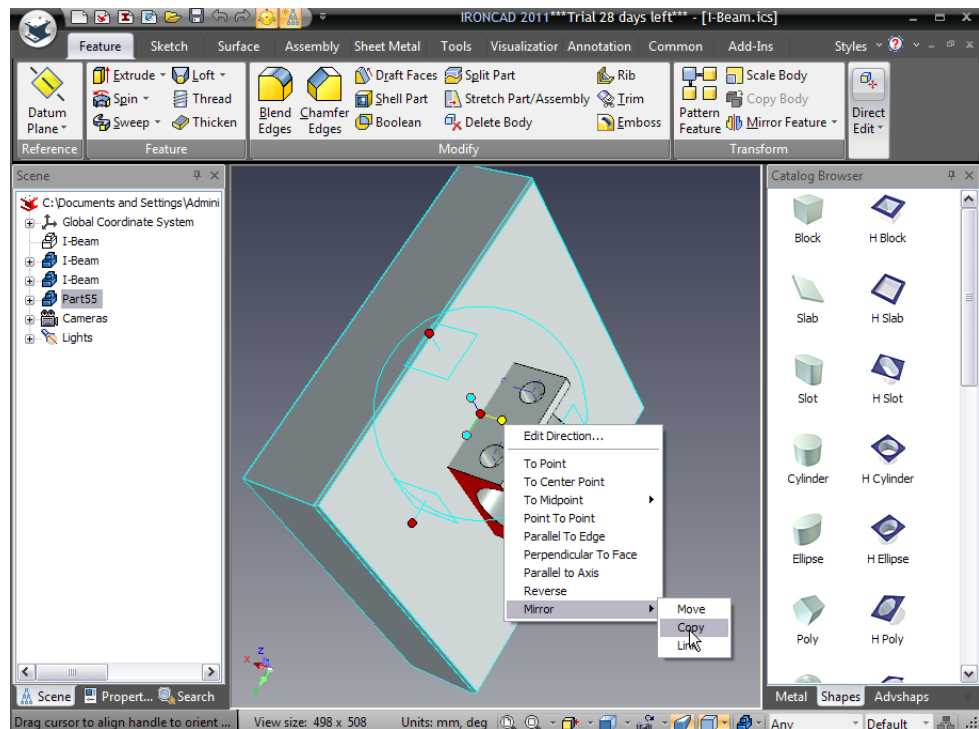 IRONCAD 2011***Trial 28 days left*** - [I-Beam.ics]
Feature Sketch Surface Assembly Sheet Metal Tools Visualization Annotation Common Add-Ins Styles
Extrude Loft Draft Faces Split Part Rib Scale Body
Spin Thread Shell Part Stretch Part/Assembly Trim Copy Body
Sweep Thicken Boolean Delete Body Emboss Mirror Feature
Datum Plane
Blend Edges
Chamfer Edges
Pattern Feature
Direct Edit
Reference Feature Modify Transform
Scene
C:\Documents and Settings\Admini
Global Coordinate System
I-Beam
I-Beam
I-Beam
Part55
Cameras
Lights
Edit Direction...
To Point
To Center Point
To Midpoint
Point To Point
Parallel To Edge
Perpendicular To Face
Parallel to Axis
Reverse
Mirror
Move
Copy
Link
z
x
Y
Catalog Browser
Block H Block
Slab H Slab
Slot H Slot
Cylinder H Cylinder
Ellipse H Ellipse
Poly H Poly
Scene Propert... Search
Metal Shapes Advshaps
Drag cursor to align handle to orient ... View size: 498 x 508 Units: mm, deg Any Default